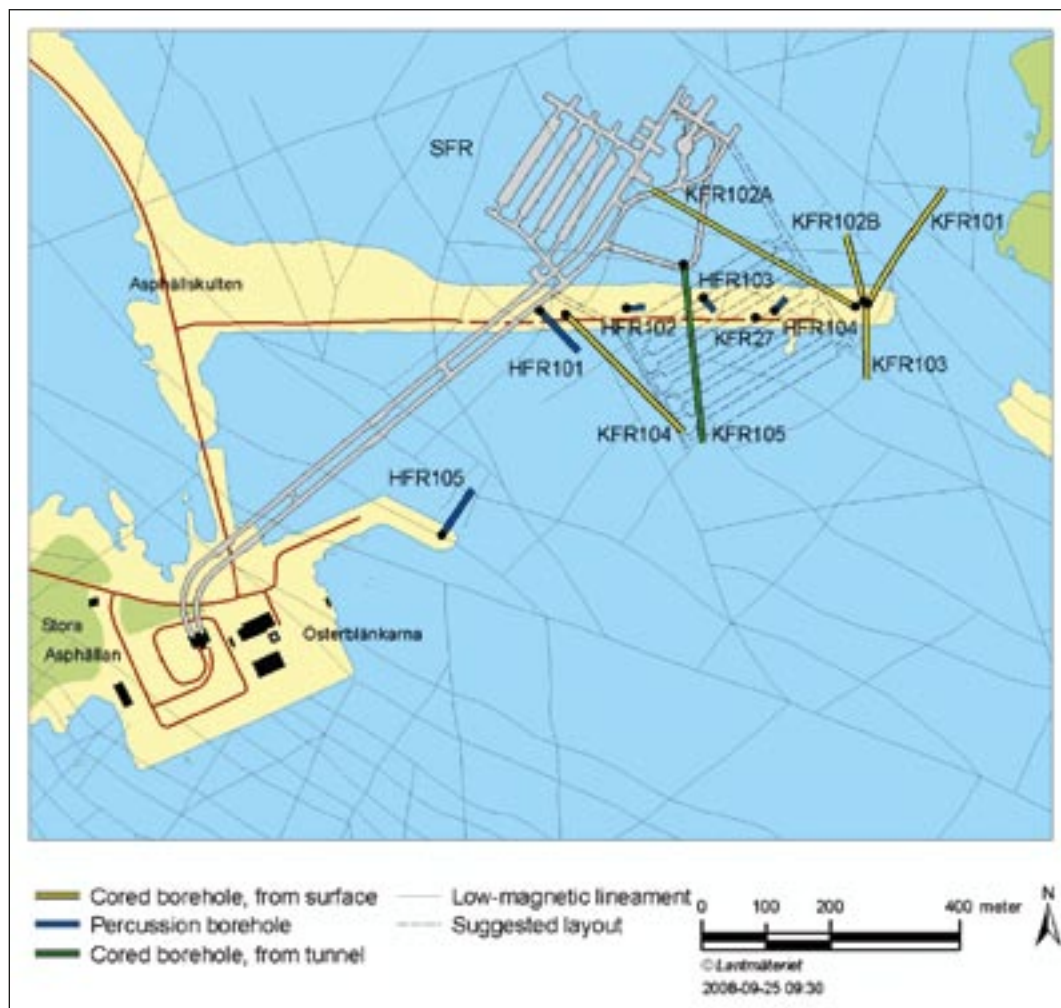 SFR
KFR102A
KFR102B
KFR101
Asphällskulten
HFR103
HFR102
HFR104
KFR27
HFR101
KFR103
KFR104
KFR105
HFR105
Stora
Asphällan
Österblänkarna
Cored borehole, from surface
Percussion borehole
Cored borehole, from tunnel
Low-magnetic lineament
Suggested layout
0 100 200 400 meter
N
© Lantmäteriet
2008-09-25 09:30